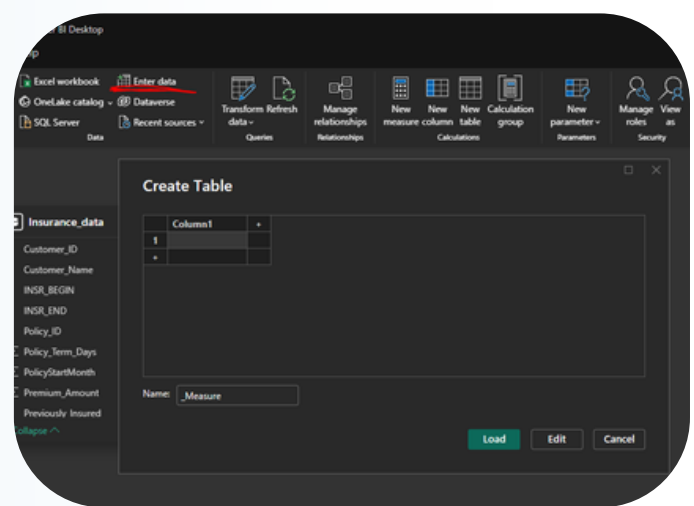 BI Desktop
Excel workbook
Enter data
OneLake catalog
Dataverse
SQL Server
Recent sources
Data
Transform data
Refresh
Queries
Manage relationships
Relationships
New measure
New column
New table
Calculation group
Calculations
New parameter
Parameters
Manage roles
View as
Security
Create Table
Column1
+
1
+
Insurance_data
Customer_ID
Customer_Name
INSR_BEGIN
INSR_END
Policy_ID
Σ Policy_Term_Days
Σ PolicyStartMonth
Σ Premium_Amount
Previously Insured
Collapse
Name: _Measure
Load
Edit
Cancel